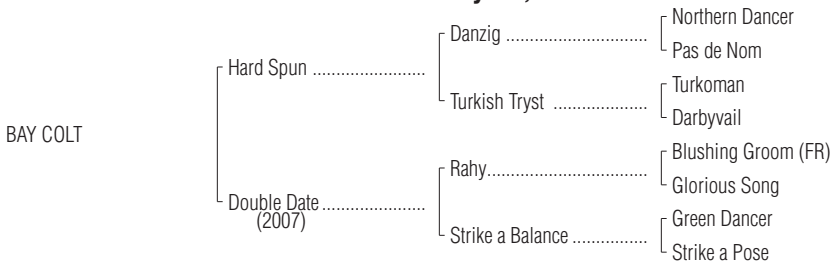 Northern Dancer
Danzig
Pas de Nom
Hard Spun
Turkoman
Turkish Tryst
Darbyvail
BAY COLT
Blushing Groom (FR)
Rahy
Glorious Song
Double Date
(2007)
Green Dancer
Strike a Balance
Strike a Pose